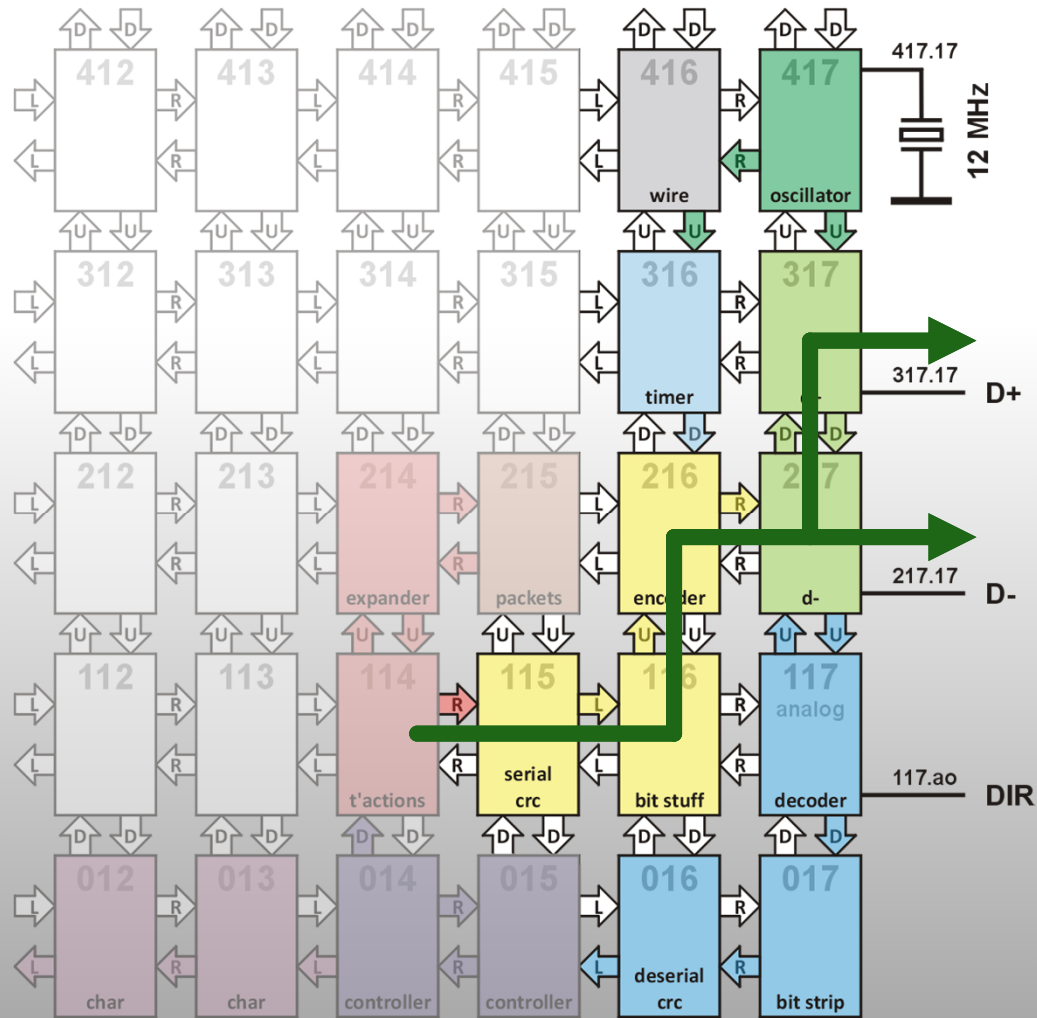 D D D D D D D D D D D D
412 413 414 415 416 417
417.17
12 MHz
L R L R L R
L R L R L R
wire oscillator
U U U U U U U U U U U U
312 313 314 315 316 317
L R L R L R
L R L R L R
317.17
D+
timer
D D D D D D D D D D D D
212 213 214 215 216 217
L R L R L R
L R L R L R
217.17
D-
expander packets encoder d-
U U U U U U U U U U U U
112 113 114 115 116 117
analog
L R L R L R
L R L R L R
117.ao
DIR
t'actions serial crc bit stuff decoder
D D D D D D D D D D D D
012 013 014 015 016 017
L R L R L R
L R L R L R
char char controller controller deserial crc bit strip